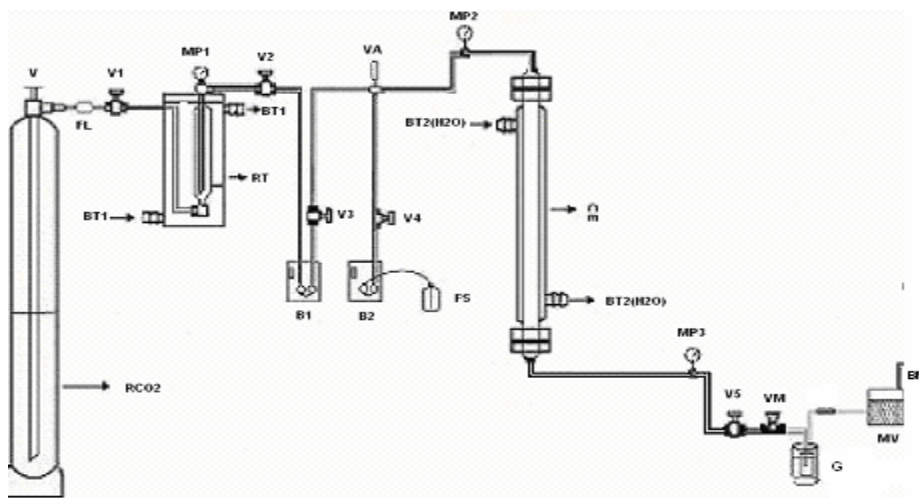 MP2
MP1
V2
VA
V
V1
FL
BT1
BT2(H2O)
RT
BT1
V3
V4
CE
FS
BT2(H2O)
B1
B2
MP3
RCO2
V5
VM
MV
G